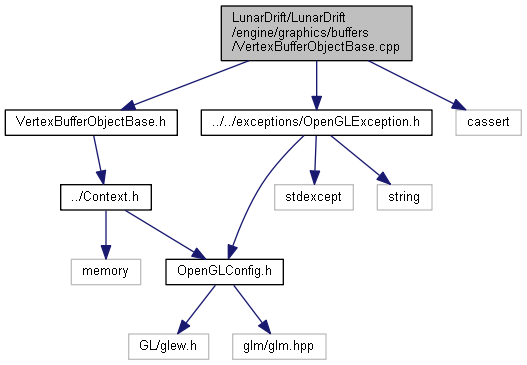 LunarDrift/LunarDrift
/engine/graphics/buffers
/VertexBufferObjectBase.cpp
VertexBufferObjectBase.h
../../exceptions/OpenGLException.h
cassert
../Context.h
stdexcept
string
memory
OpenGLConfig.h
GL/glew.h
glm/glm.hpp